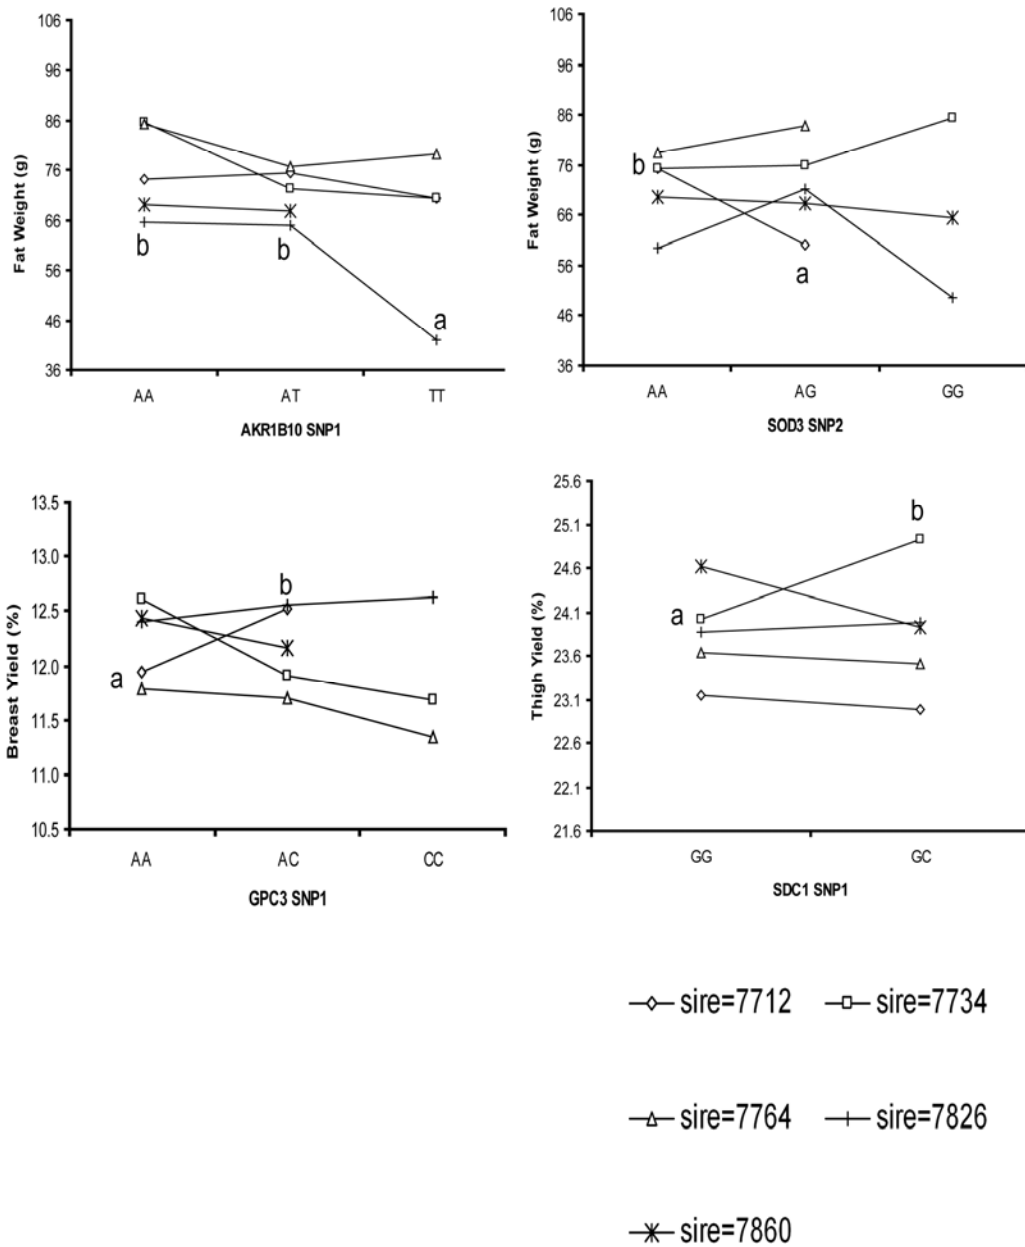 106
96
86
76
66
56
46
36
Fat Weight (g)
b
b
a
AA AT TT
AKR1B10 SNP1
106
96
86
76
66
56
46
36
Fat Weight (g)
b
a
AA AG GG
SOD3 SNP2
13.5
13.0
12.5
12.0
11.5
11.0
10.5
Breast Yield (%)
a
b
AA AC CC
GPC3 SNP1
25.6
25.1
24.6
24.1
23.6
23.1
22.6
22.1
21.6
Thigh Yield (%)
a
b
GG GC
SDC1 SNP1
sire=7712 sire=7734
sire=7764 sire=7826
sire=7860